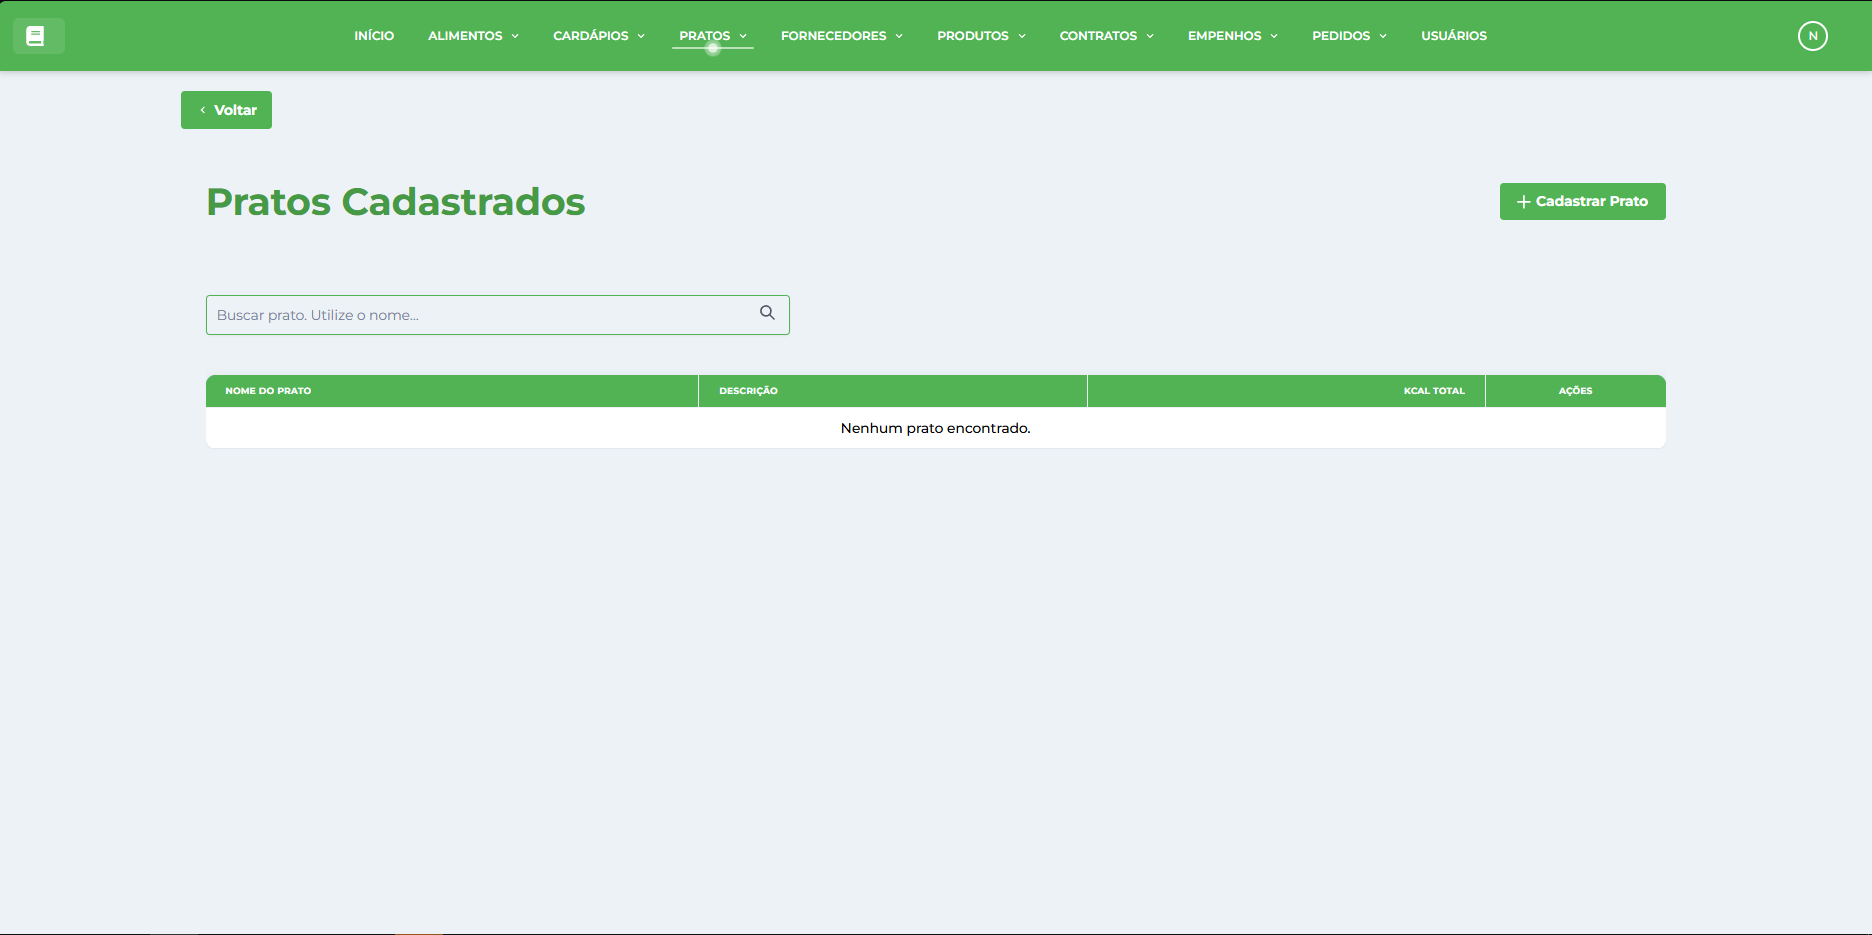 INÍCIO ALIMENTOS CARDÁPIOS PRATOS FORNECEDORES PRODUTOS CONTRATOS EMPENHOS PEDIDOS USUÁRIOS N
Voltar
Pratos Cadastrados
Cadastrar Prato
Buscar prato. Utilize o nome...
NOME DO PRATO DESCRIÇÃO KCAL TOTAL AÇÕES
Nenhum prato encontrado.